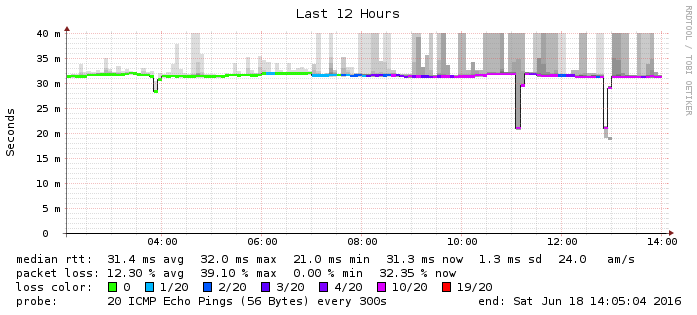 Last 12 Hours
RRDTOOL / TOBI OETIKER
Seconds
40 m
35 m
30 m
25 m
20 m
15 m
10 m
5 m
0
04:00 06:00 08:00 10:00 12:00 14:00
median rtt: 31.4 ms avg 32.0 ms max 21.0 ms min 31.3 ms now 1.3 ms sd 24.0 am/s
packet loss: 12.30 % avg 39.10 % max 0.00 % min 32.35 % now
loss color: 0 1/20 2/20 3/20 4/20 10/20 19/20
probe: 20 ICMP Echo Pings (56 Bytes) every 300s end: Sat Jun 18 14:05:04 2016